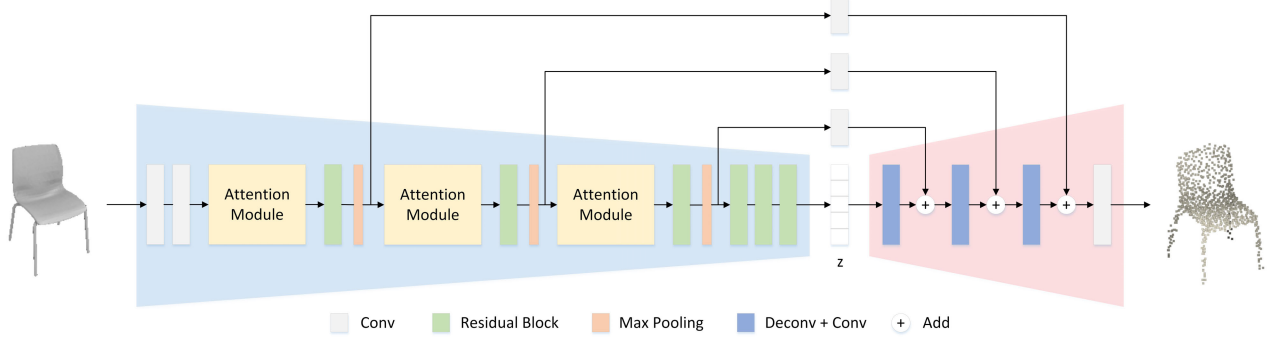 Attention
Module
Attention
Module
Attention
Module
+
+
+
z
Conv
Residual Block
Max Pooling
Deconv + Conv
+
Add